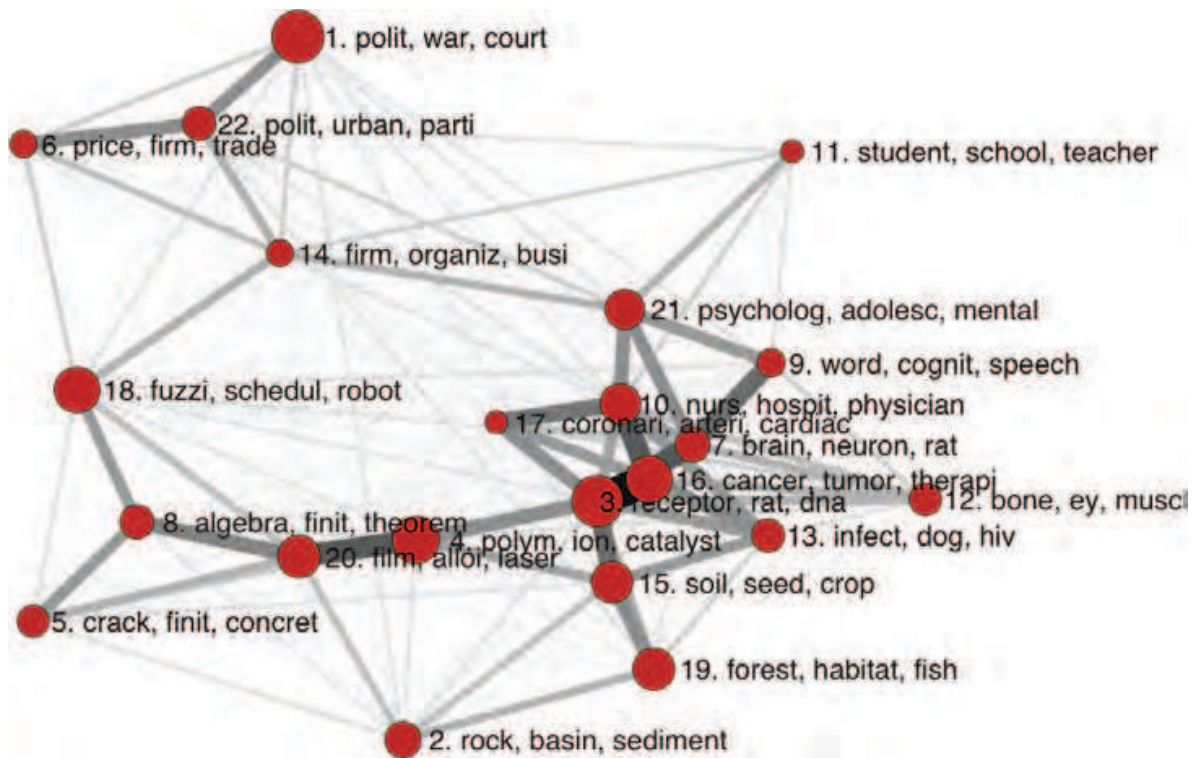 1. polit, war, court
22. polit, urban, parti
6. price, firm, trade
11. student, school, teacher
14. firm, organiz, busi
21. psycholog, adolesc, mental
9. word, cognit, speech
18. fuzzi, schedul, robot
10. nurs, hospit, physician
17. coronari, arteri, cardiac
7. brain, neuron, rat
16. cancer, tumor, therapi
3. receptor, rat, dna
12. bone, ey, muscl
8. algebra, finit, theorem
13. infect, dog, hiv
4. polym, ion, catalyst
20. film, alloi, laser
15. soil, seed, crop
5. crack, finit, concret
19. forest, habitat, fish
2. rock, basin, sediment